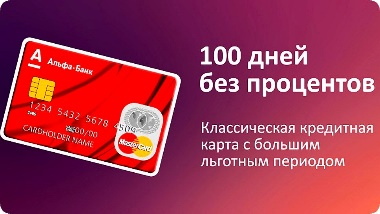 Альфа-Банк
100 дней
без процентов
1234 5432 5678
00/00
CARDHOLDER NAME
MasterCard
Классическая кредитная
карта с большим
льготным периодом